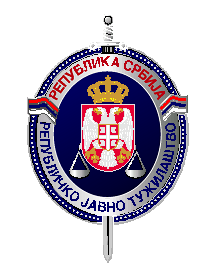 РЕПУБЛИКА СРБИЈА
РЕПУБЛИЧКО ЈАВНО ТУЖИЛАШТВО